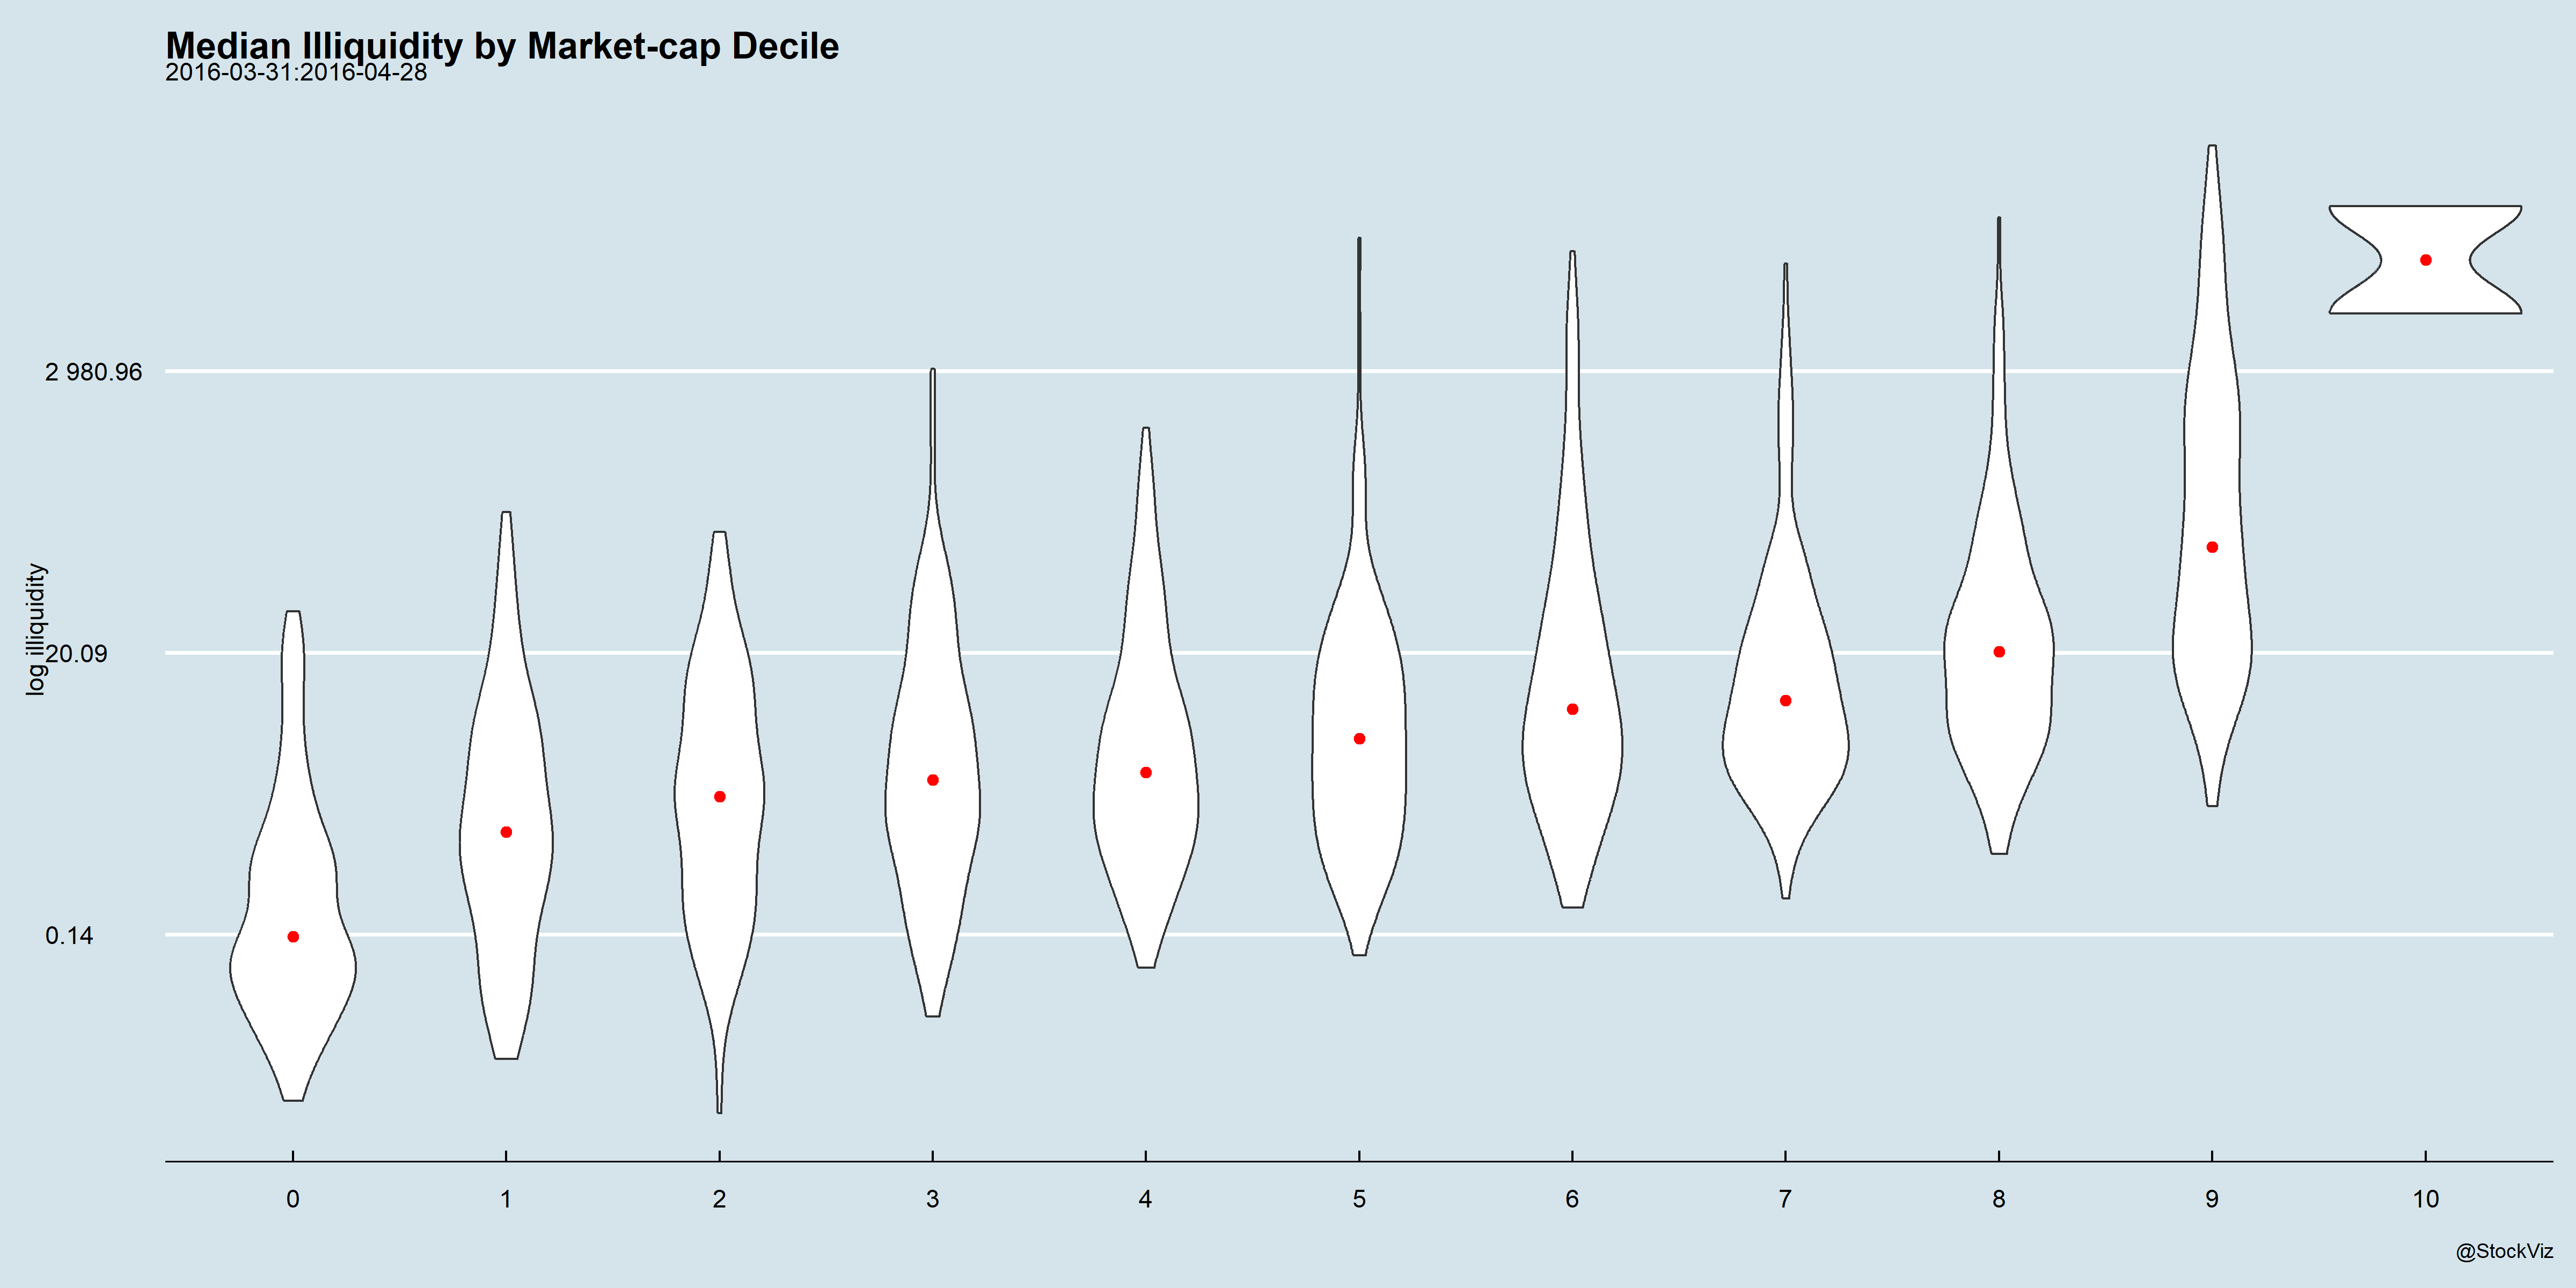 Median Illiquidity by Market-cap Decile
2016-03-31:2016-04-28
log illiquidity
2 980.96
20.09
0.14
0 1 2 3 4 5 6 7 8 9 10
@StockViz